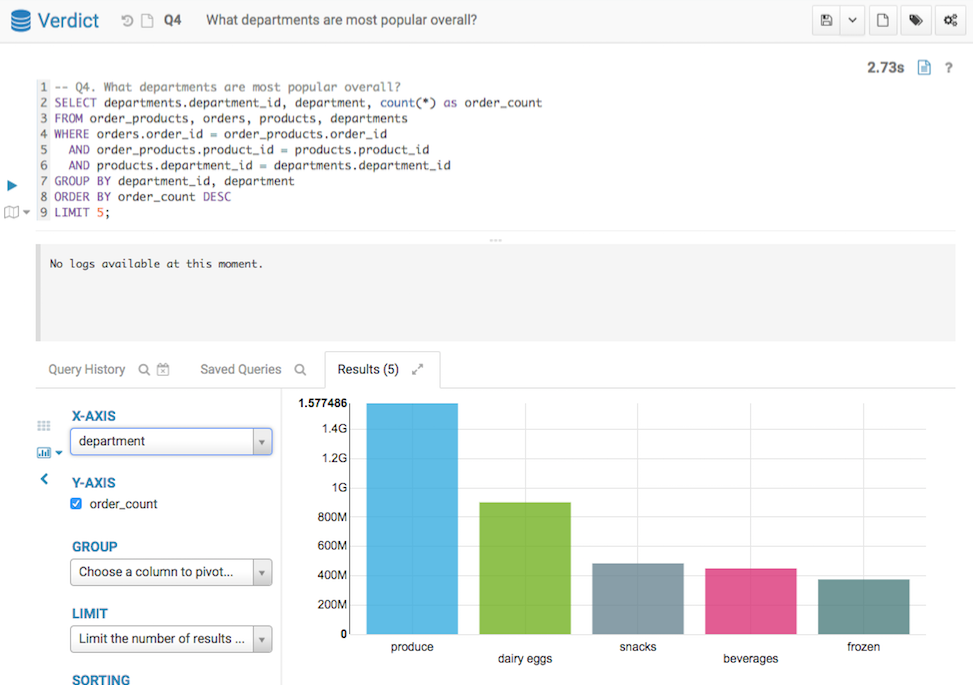 Verdict Q4 What departments are most popular overall?
2.73s ?
1 -- Q4. What departments are most popular overall?
2 SELECT departments.department_id, department, count(*) as order_count
3 FROM order_products, orders, products, departments
4 WHERE orders.order_id = order_products.order_id
5 AND order_products.product_id = products.product_id
6 AND products.department_id = departments.department_id
7 GROUP BY department_id, department
8 ORDER BY order_count DESC
9 LIMIT 5;
No logs available at this moment.
Query History Saved Queries Results (5)
X-AXIS
department
Y-AXIS
order_count
GROUP
Choose a column to pivot...
LIMIT
Limit the number of results ...
SORTING
1.577486
1.4G
1.2G
1G
800M
600M
400M
200M
0
produce
dairy eggs
snacks
beverages
frozen